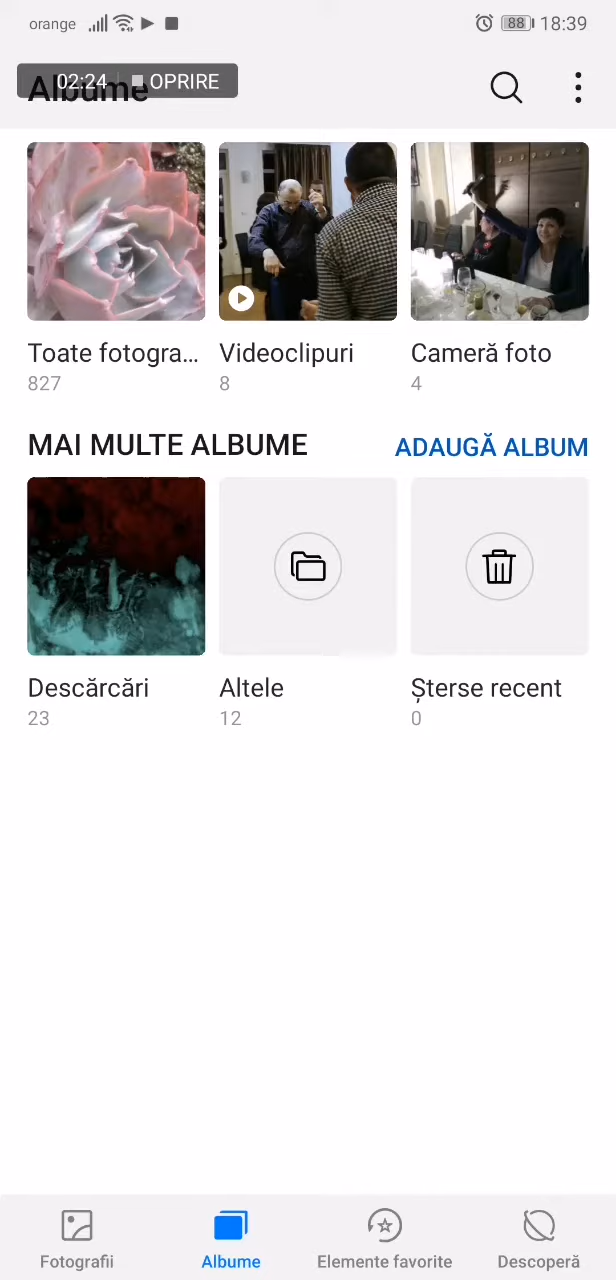 orange 88 18:39
02:24 OPRIRE
Albume
Toate fotogra... Videoclipuri Cameră foto
827 8 4
MAI MULTE ALBUME ADAUGĂ ALBUM
Descărcări Altele Șterse recent
23 12 0
Fotografii Albume Elemente favorite Descoperă